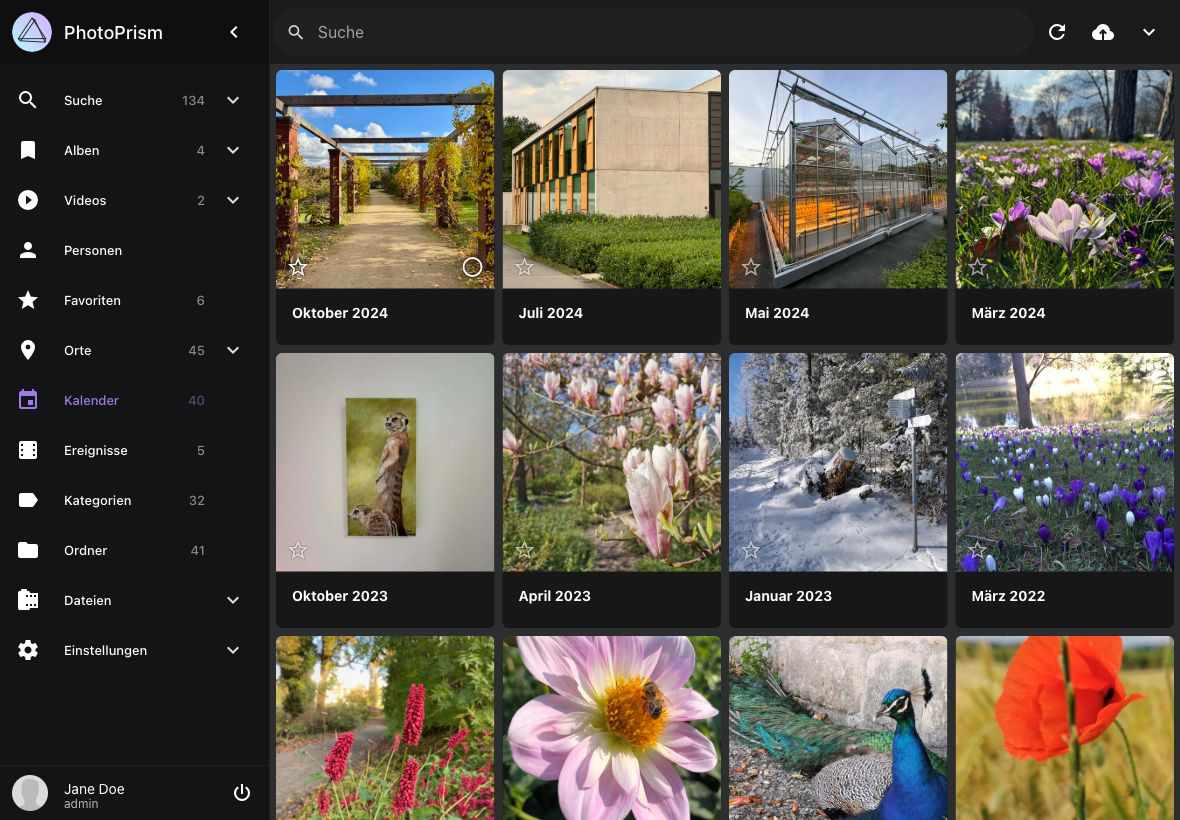 PhotoPrism
Suche
Suche 134
Alben 4
Videos 2
Personen
Favoriten 6
Orte 45
Kalender 40
Ereignisse 5
Kategorien 32
Ordner 41
Dateien
Einstellungen
Jane Doe
admin
Oktober 2024
Juli 2024
Mai 2024
März 2024
Oktober 2023
April 2023
Januar 2023
März 2022